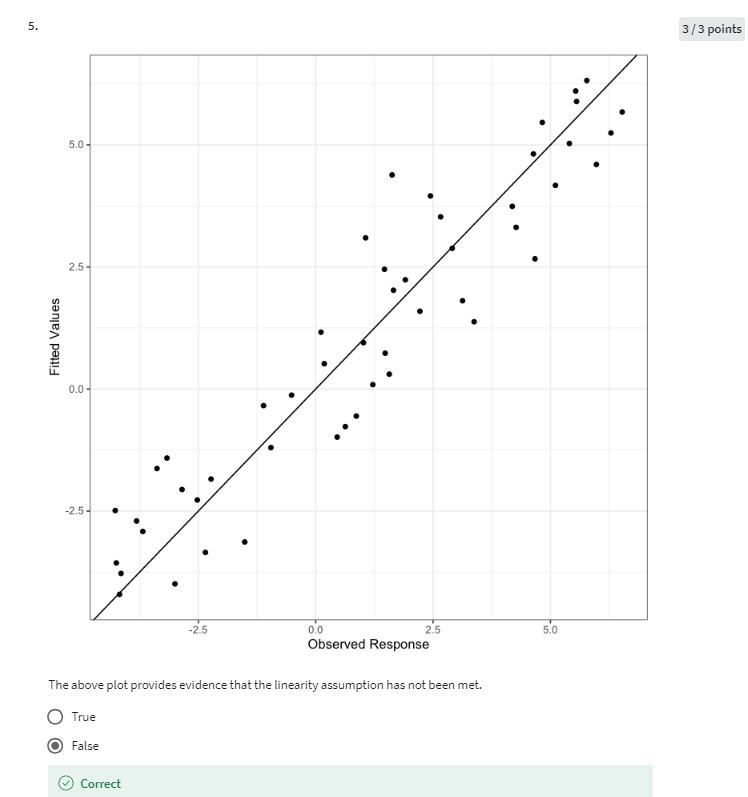 5.
3 / 3 points
5.0
2.5
0.0
-2.5
Fitted Values
-2.5 0.0 2.5 5.0
Observed Response
The above plot provides evidence that the linearity assumption has not been met.
True
False
Correct